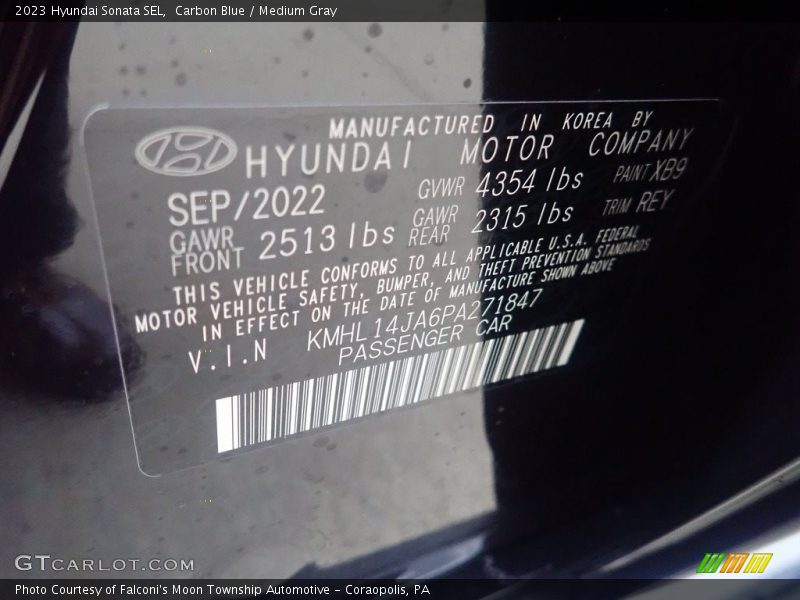 2023 Hyundai Sonata SEL, Carbon Blue / Medium Gray
MANUFACTURED IN KOREA BY
HYUNDAI MOTOR COMPANY
SEP/2022 GVWR 4354 lbs PAINT XB9
GAWR FRONT 2513 lbs GAWR REAR 2315 lbs TRIM REY
THIS VEHICLE CONFORMS TO ALL APPLICABLE U.S.A. FEDERAL
MOTOR VEHICLE SAFETY, BUMPER, AND THEFT PREVENTION STANDARDS
IN EFFECT ON THE DATE OF MANUFACTURE SHOWN ABOVE
V.I.N KMHL14JA6PA271847
PASSENGER CAR
GTCARLOT.COM
Photo Courtesy of Falconi's Moon Township Automotive – Coraopolis, PA